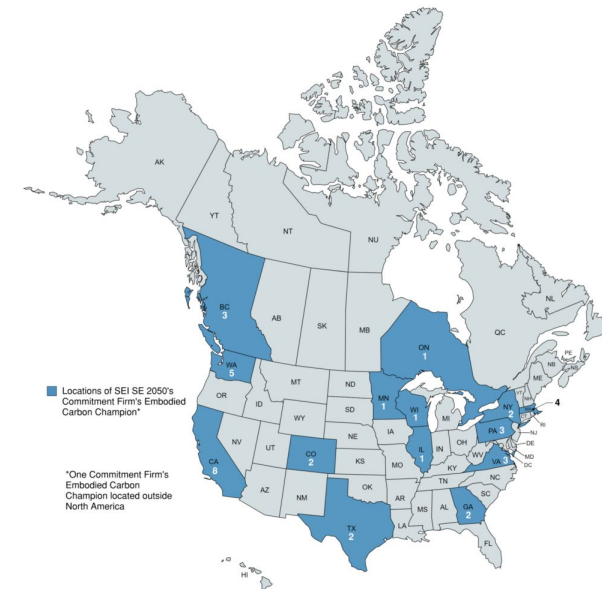 AK
YT
NT
NU
BC
3
AB
SK
MB
ON
1
QC
NL
PE
NB
NS
ME
VT
NH
4
WA
5
MT
ND
MN
1
WI
1
MI
NY
2
RI
OR
ID
WY
SD
IA
IL
1
IN
OH
PA 3
NJ
DE
MD
DC
CA
8
NV
UT
CO
2
NE
KS
MO
KY
WV
VA 3
AZ
NM
OK
AR
TN
NC
SC
TX
2
LA
MS
AL
GA
2
FL
HI
Locations of SEI SE 2050's
Commitment Firm's Embodied
Carbon Champion*
*One Commitment Firm's
Embodied Carbon
Champion located outside
North America